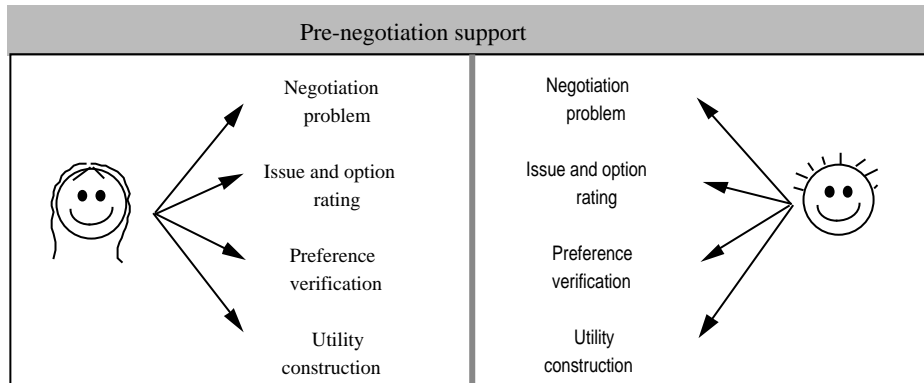 Pre-negotiation support
Negotiation
problem
Issue and option
rating
Preference
verification
Utility
construction
Negotiation
problem
Issue and option
rating
Preference
verification
Utility
construction